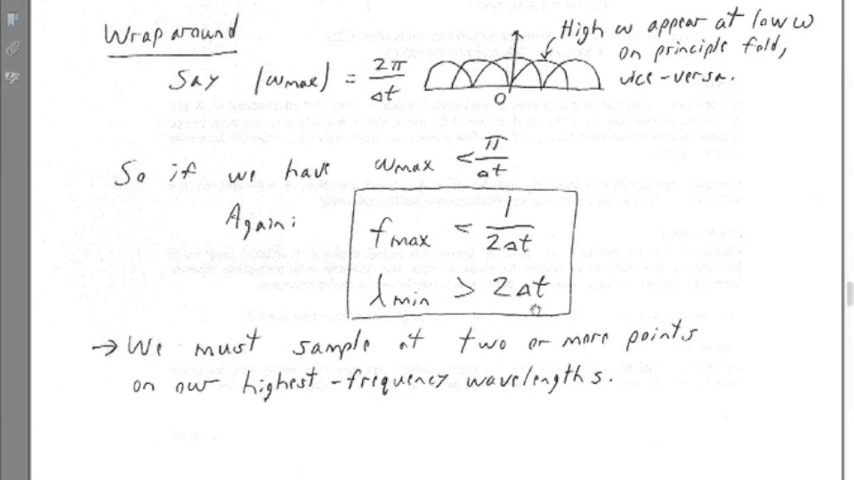 Wrap around
High ω appear at low ω
on principle fold,
vice-versa.
Say |ωmax| = 2π/Δt
0
So if we have ωmax < π/Δt
Again:
fmax < 1/2Δt
λmin > 2Δt
→ We must sample at two or more points
on our highest-frequency wavelengths.